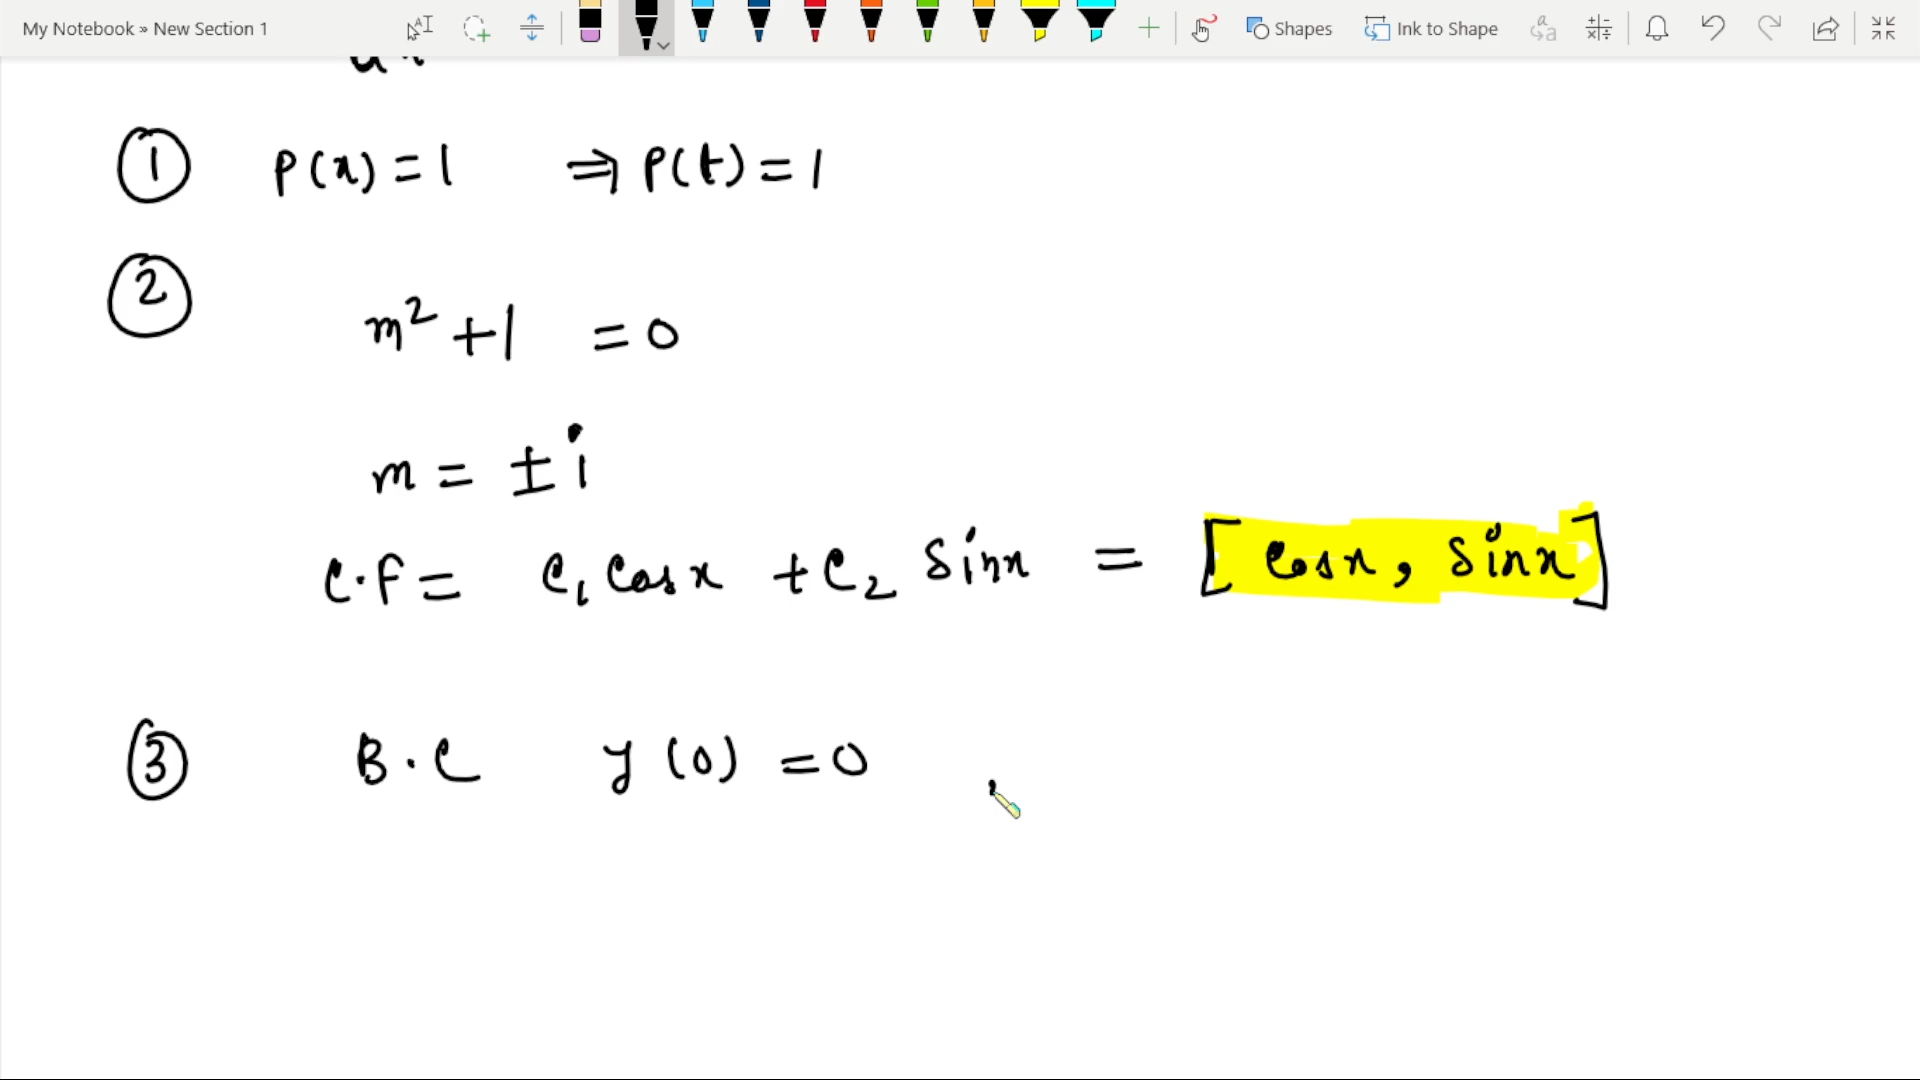 My Notebook » New Section 1 Shapes Ink to Shape
① P(x) = 1 ⇒ P(t) = 1
② m² + 1 = 0
m = ± i
C.F = C₁ Cos x + C₂ Sin x = [ Cos x, Sin x ]
③ B.C y(0) = 0